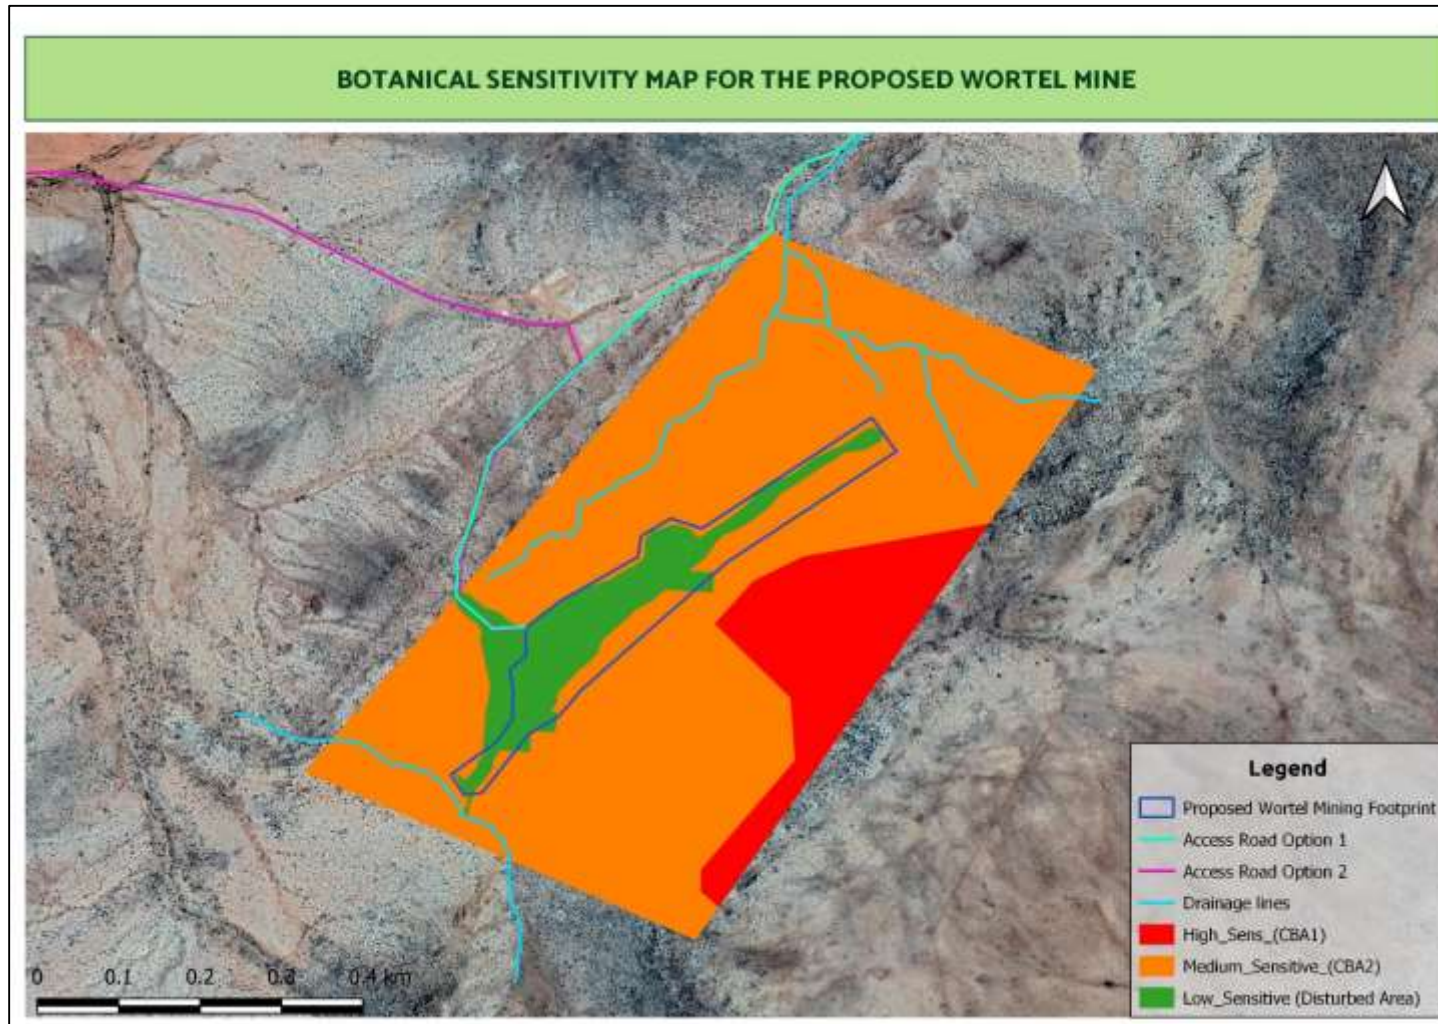 BOTANICAL SENSITIVITY MAP FOR THE PROPOSED WORTEL MINE
Legend
Proposed Wortel Mining Footprint
Access Road Option 1
Access Road Option 2
Drainage lines
High_Sens_(CBA1)
Medium_Sensitive_(CBA2)
Low_Sensitive (Disturbed Area)
0 0.1 0.2 0.3 0.4 km